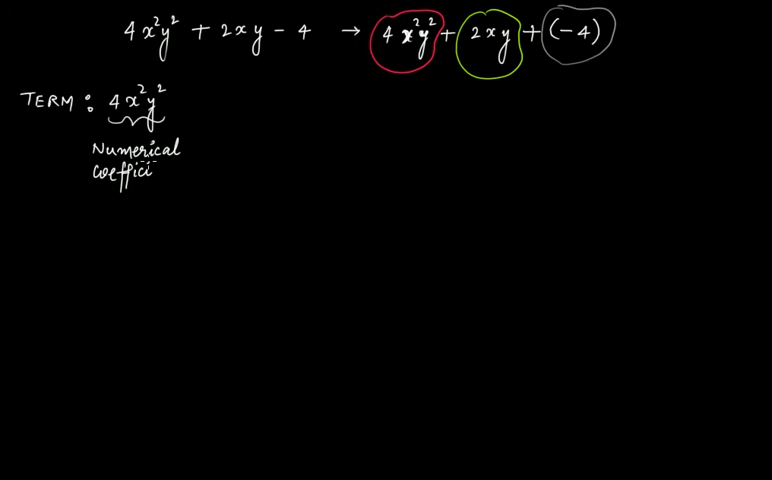 4x²y² + 2xy - 4 → 4x²y² + 2xy + (-4)
TERM : 4x²y²
Numerical
Coeffici